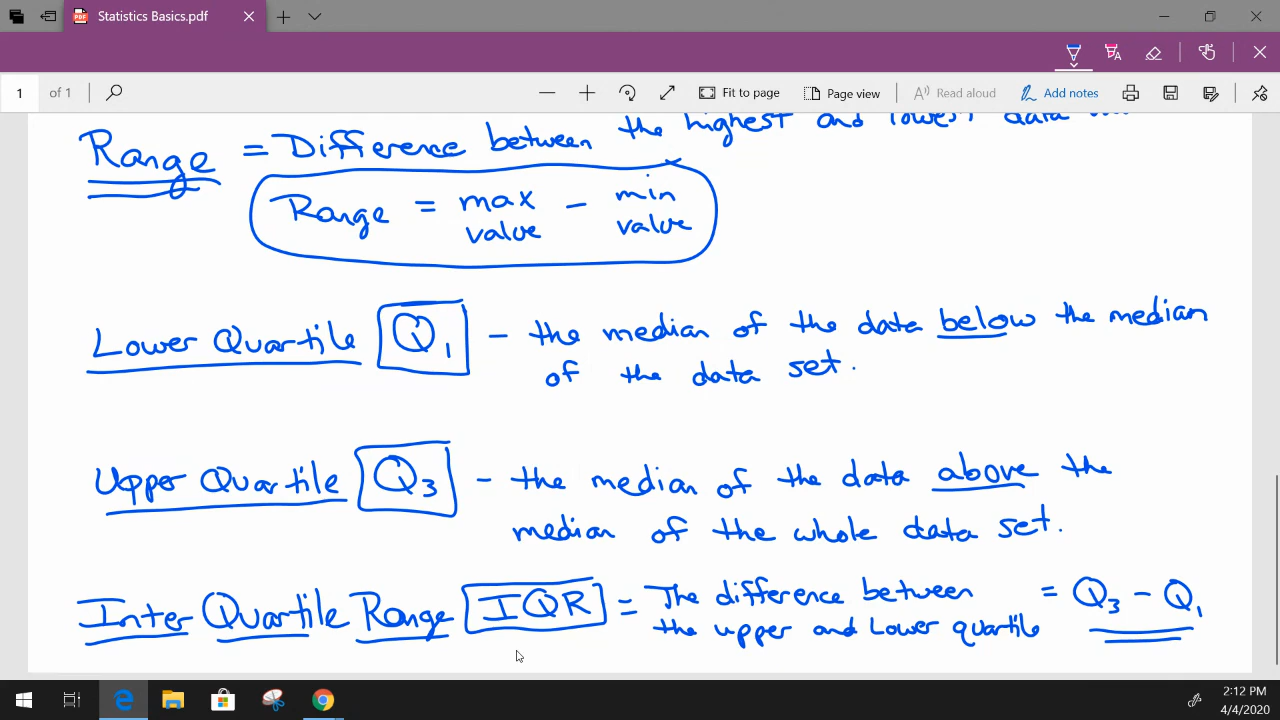 Statistics Basics.pdf
1 of 1 Fit to page Page view Read aloud Add notes
the highest and lowest data
Range = Difference between
Range = max value - min value
Lower Quartile Q1 - the median of the data below the median
of the data set.
Upper Quartile Q3 - the median of the data above the
median of the whole data set.
Inter Quartile Range IQR = The difference between = Q3 - Q1
the upper and lower quartile
2:12 PM
4/4/2020